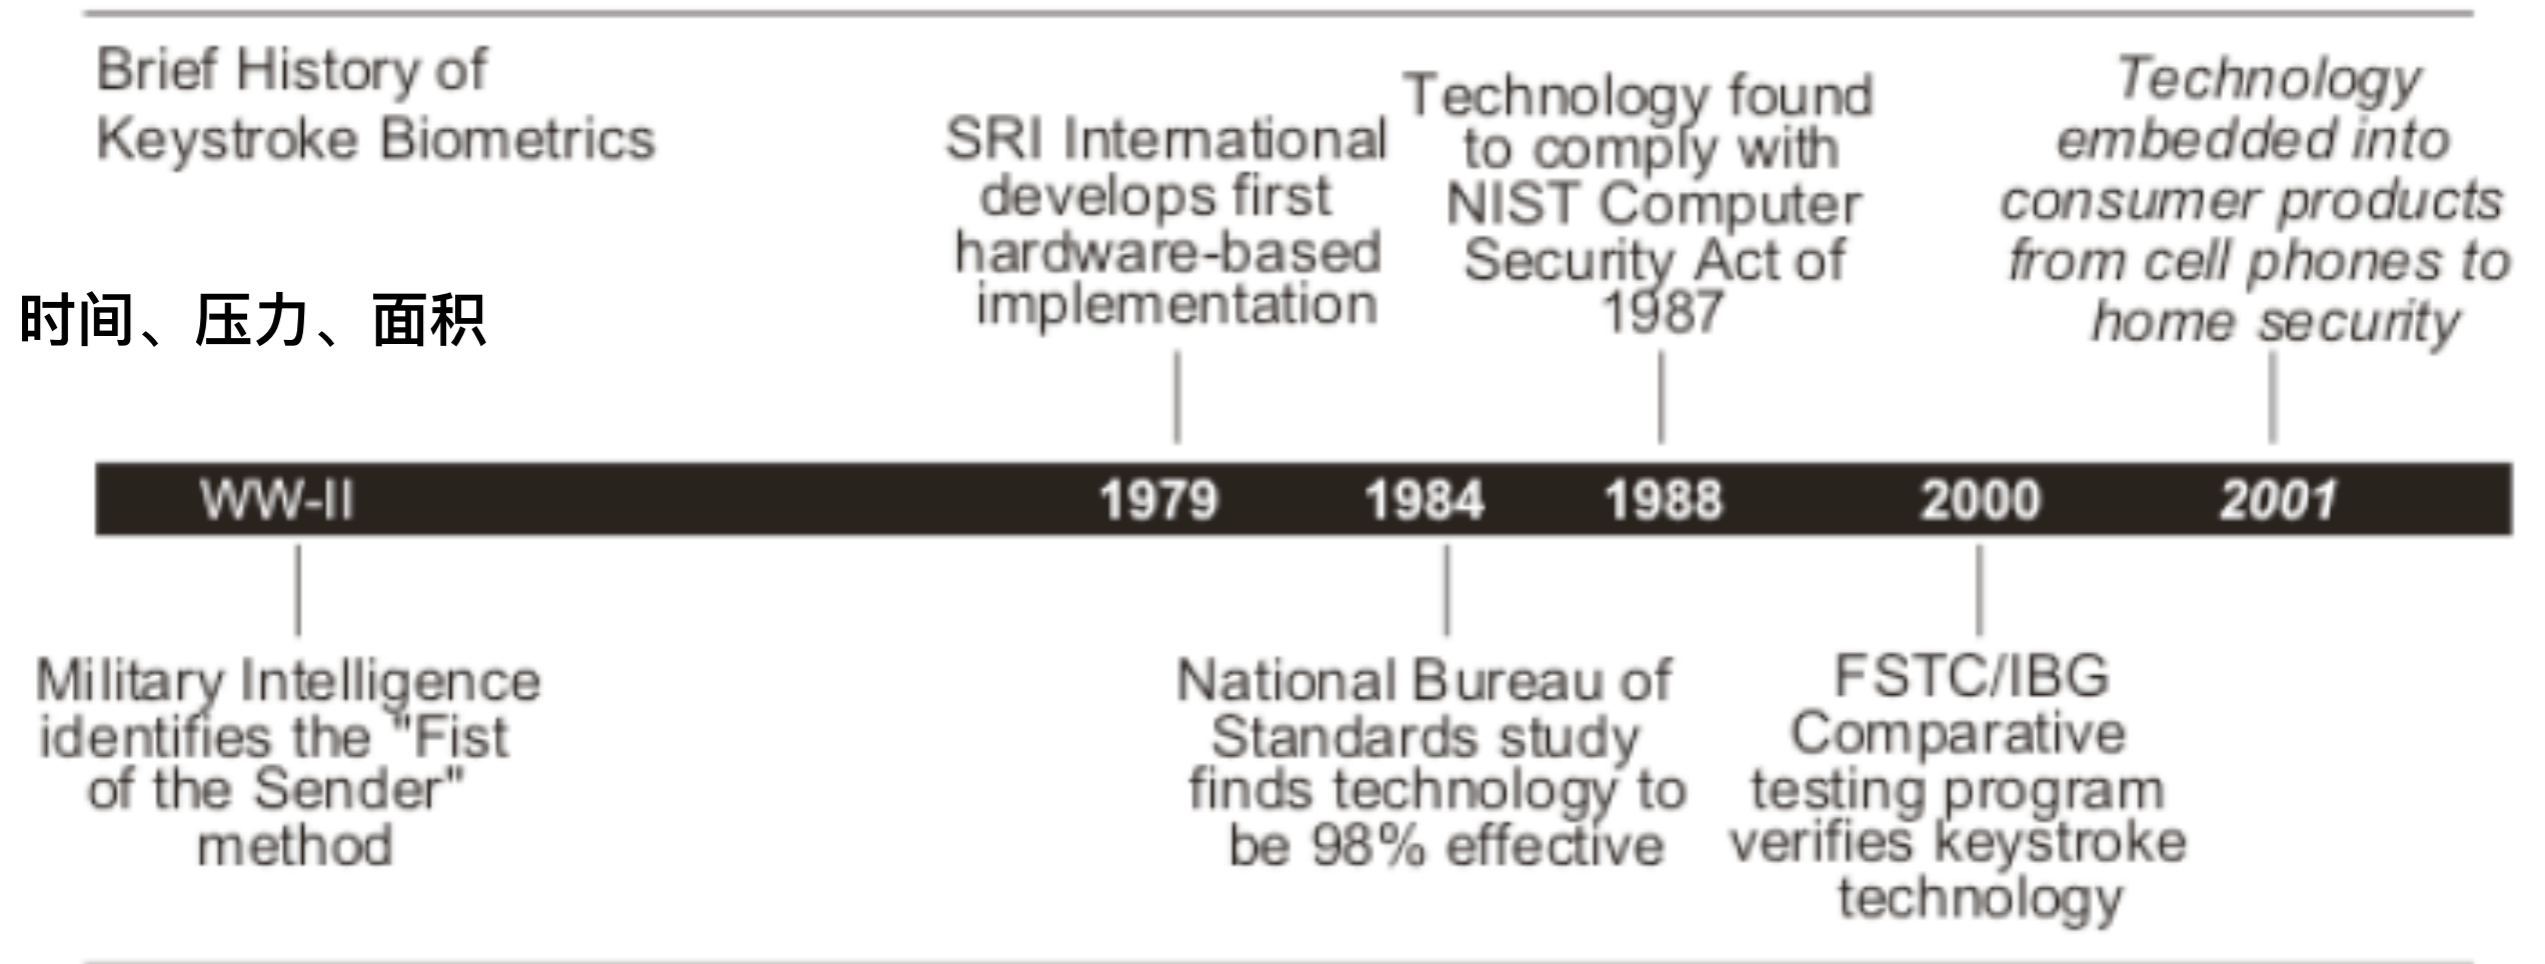 Brief History of
Keystroke Biometrics
时间、压力、面积
SRI International
develops first
hardware-based
implementation
Technology found
to comply with
NIST Computer
Security Act of
1987
Technology
embedded into
consumer products
from cell phones to
home security
WW-II 1979 1984 1988 2000 2001
Military Intelligence
identifies the "Fist
of the Sender"
method
National Bureau of
Standards study
finds technology to
be 98% effective
FSTC/IBG
Comparative
testing program
verifies keystroke
technology